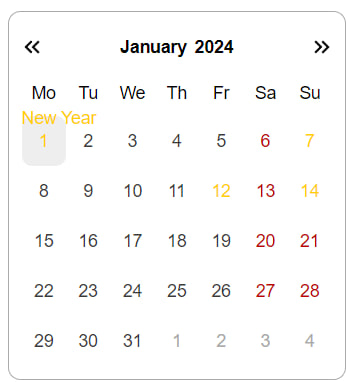 « January 2024 »
Mo Tu We Th Fr Sa Su
New Year
1 2 3 4 5 6 7
8 9 10 11 12 13 14
15 16 17 18 19 20 21
22 23 24 25 26 27 28
29 30 31 1 2 3 4